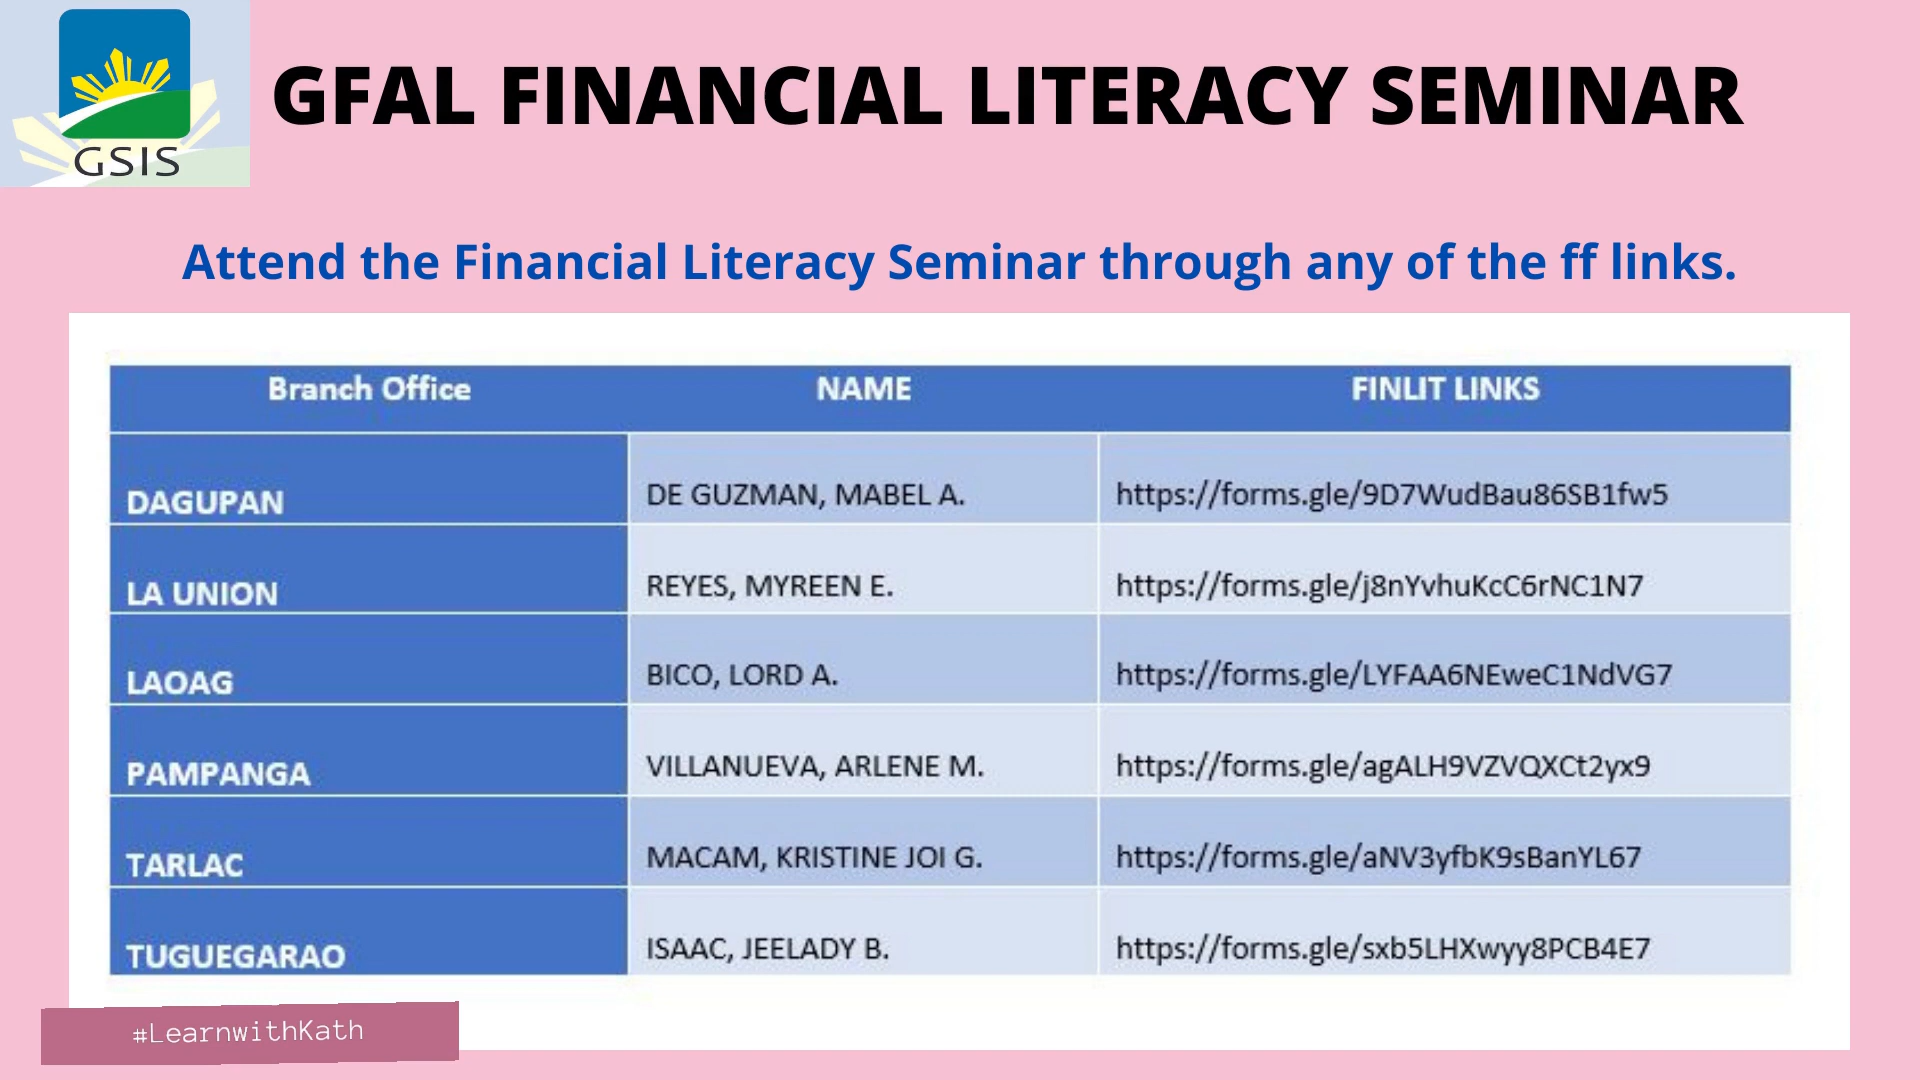 GSIS
GFAL FINANCIAL LITERACY SEMINAR
Attend the Financial Literacy Seminar through any of the ff links.
Branch Office NAME FINLIT LINKS
DAGUPAN DE GUZMAN, MABEL A. https://forms.gle/9D7WudBau86SB1fw5
LA UNION REYES, MYREEN E. https://forms.gle/j8nYvhuKcC6rNC1N7
LAOAG BICO, LORD A. https://forms.gle/LYFAA6NEweC1NdVG7
PAMPANGA VILLANUEVA, ARLENE M. https://forms.gle/agALH9VZVQXCt2yx9
TARLAC MACAM, KRISTINE JOI G. https://forms.gle/aNV3yfbK9sBanYL67
TUGUEGARAO ISAAC, JEELADY B. https://forms.gle/sxb5LHXwyy8PCB4E7
#LearnwithKath